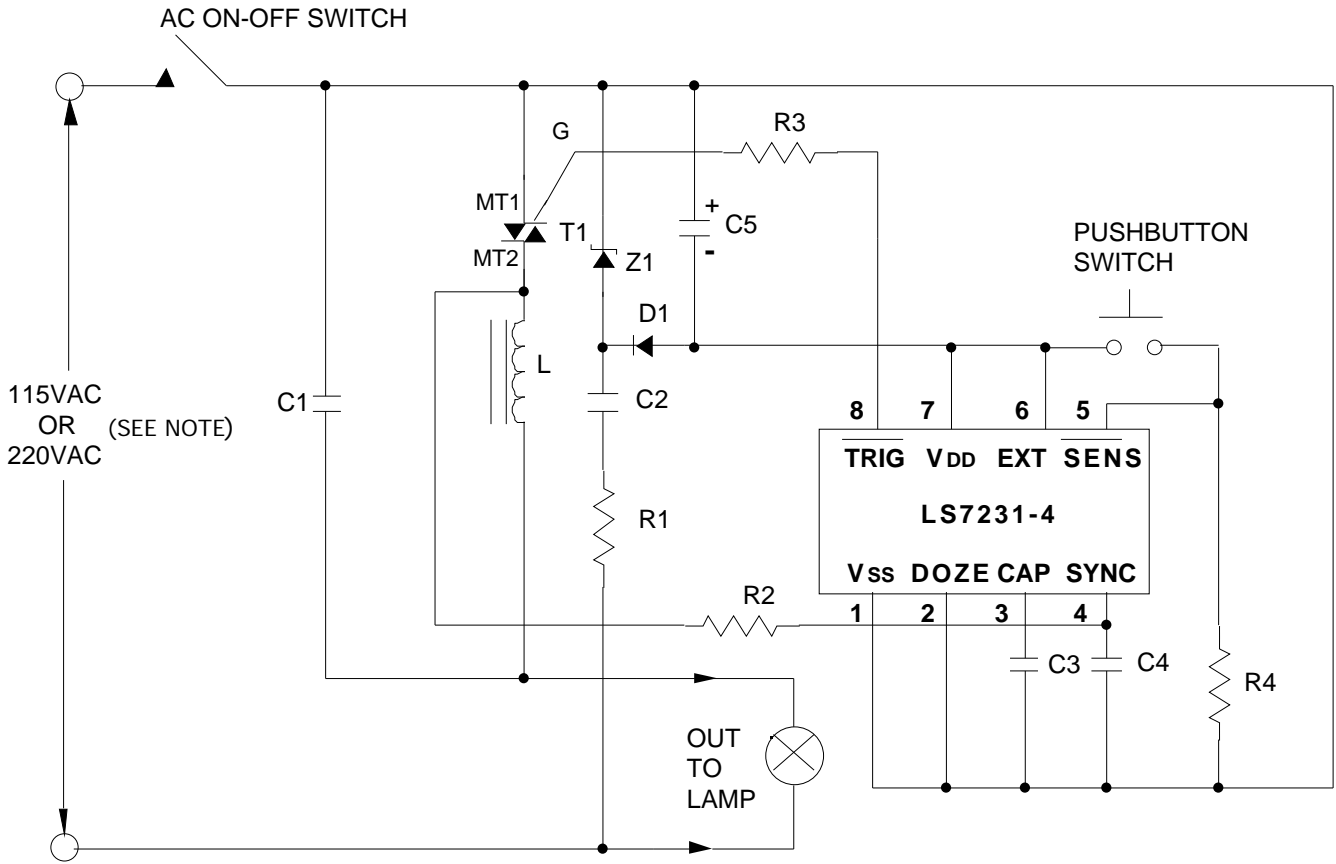 AC ON-OFF SWITCH
G
R3
MT1
T1
MT2
Z1
+
C5
-
PUSHBUTTON
SWITCH
D1
L
C2
115VAC
OR
220VAC
(SEE NOTE)
C1
8 7 6 5
TRIG VDD EXT SENS
LS7231-4
R1
VSS DOZE CAP SYNC
R2
1 2 3 4
C3
C4
R4
OUT
TO
LAMP